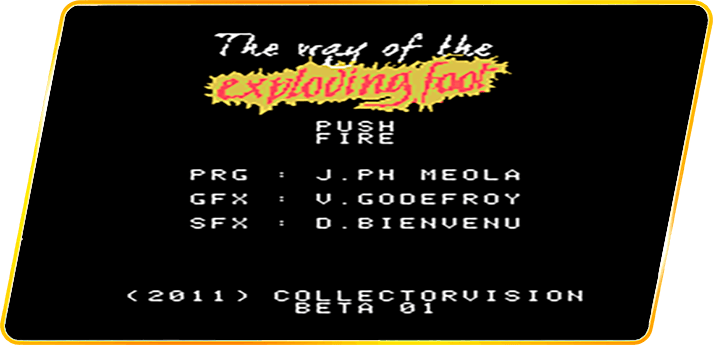 The way of the
exploding foot
PUSH
FIRE
PRG : J.PH MEOLA
GFX : V.GODEFROY
SFX : D.BIENVENU
(2011) COLLECTORVISION
BETA 01